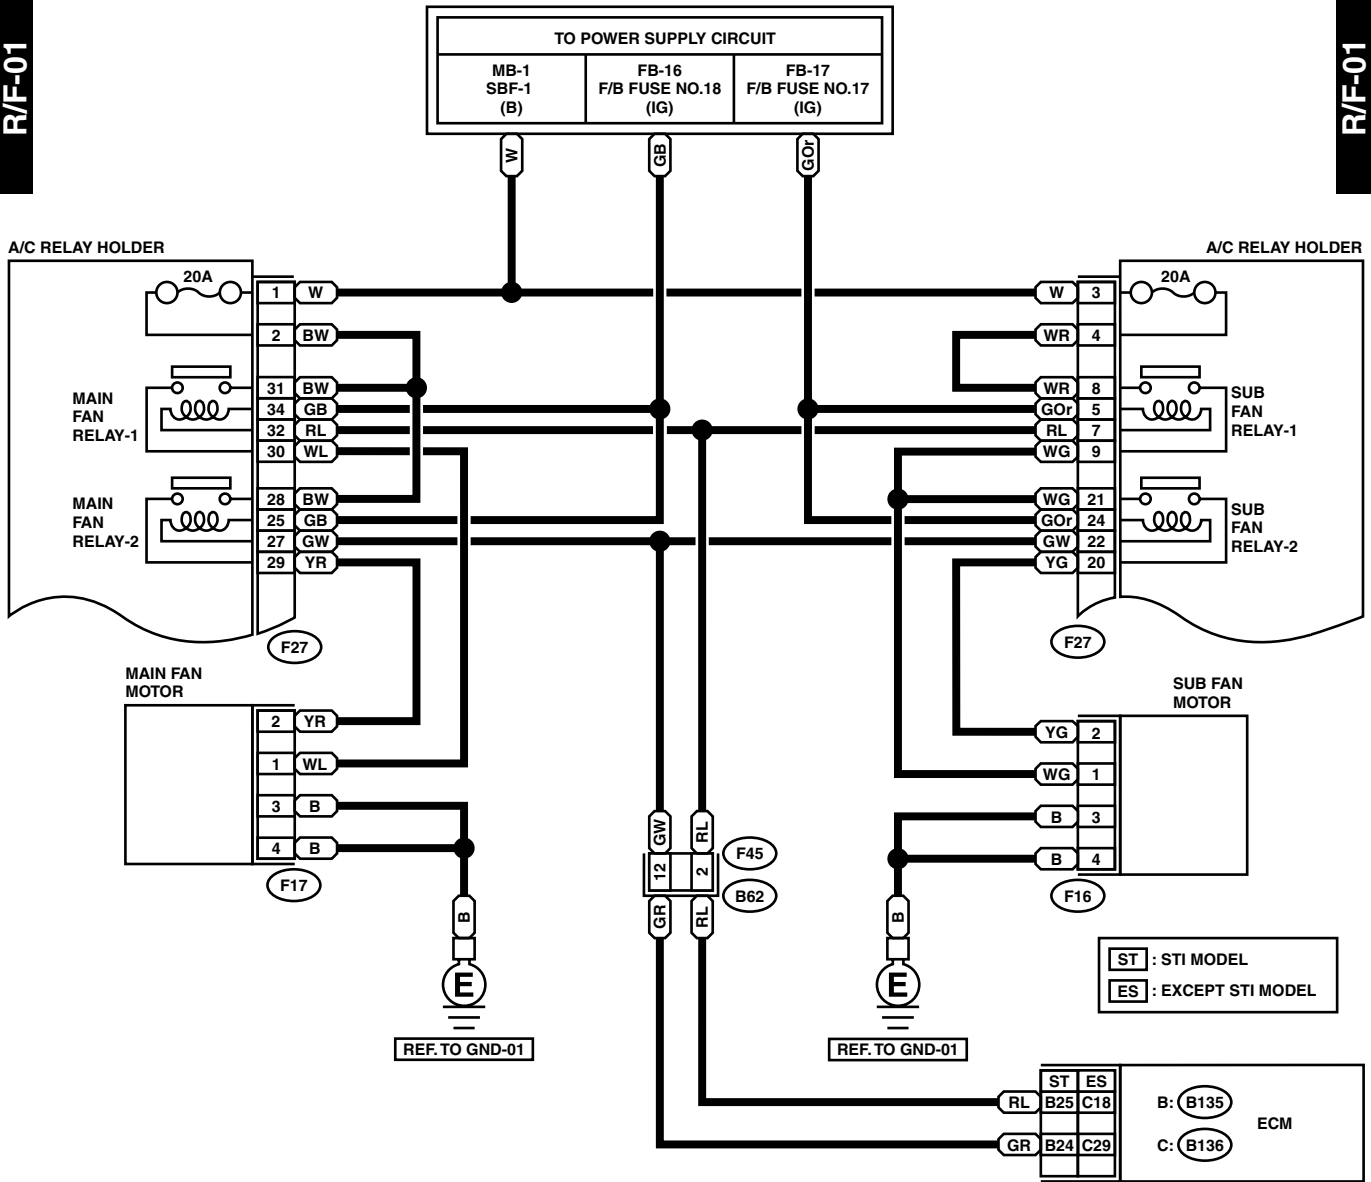 R/F-01
R/F-01
TO POWER SUPPLY CIRCUIT
MB-1
SBF-1
(B)
FB-16
F/B FUSE NO.18
(IG)
FB-17
F/B FUSE NO.17
(IG)
W
GB
GOr
A/C RELAY HOLDER
20A
1 W
2 BW
31 BW
34 GB
32 RL
30 WL
28 BW
25 GB
27 GW
29 YR
MAIN
FAN
RELAY-1
MAIN
FAN
RELAY-2
F27
A/C RELAY HOLDER
20A
W 3
WR 4
WR 8
GOr 5
RL 7
WG 9
WG 21
GOr 24
GW 22
YG 20
SUB
FAN
RELAY-1
SUB
FAN
RELAY-2
F27
MAIN FAN
MOTOR
2 YR
1 WL
3 B
4 B
F17
B
E
REF. TO GND-01
GW
RL
12
2
F45
B62
GR
RL
SUB FAN
MOTOR
YG 2
WG 1
B 3
B 4
F16
B
E
REF. TO GND-01
ST : STI MODEL
ES : EXCEPT STI MODEL
ST ES
RL B25 C18
GR B24 C29
B: B135
C: B136
ECM